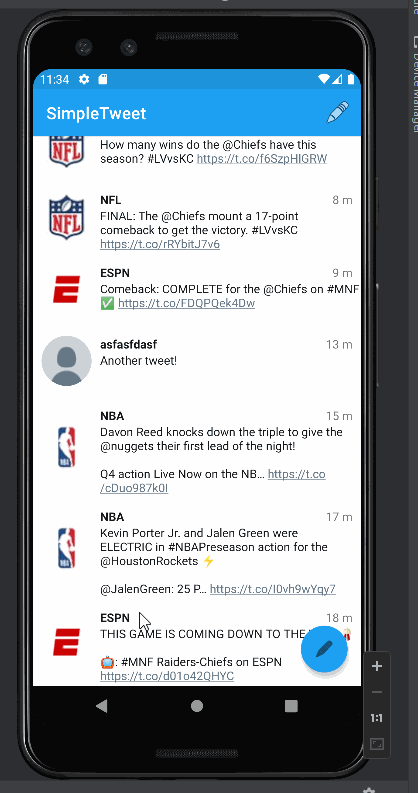 11:34
SimpleTweet
How many wins do the @Chiefs have this
season? #LVvsKC https://t.co/f6SzpHlGRW
NFL 8 m
FINAL: The @Chiefs mount a 17-point
comeback to get the victory. #LVvsKC
https://t.co/rRYbitJ7v6
ESPN 9 m
Comeback: COMPLETE for the @Chiefs on #MNF
✅ https://t.co/FDQPQek4Dw
asfasfdasf 13 m
Another tweet!
NBA 15 m
Davon Reed knocks down the triple to give the
@nuggets their first lead of the night!
Q4 action Live Now on the NB… https://t.co
/cDuo987k0I
NBA 17 m
Kevin Porter Jr. and Jalen Green were
ELECTRIC in #NBAPreseason action for the
@HoustonRockets ⚡
@JalenGreen: 25 P… https://t.co/I0vh9wYqy7
ESPN 18 m
THIS GAME IS COMING DOWN TO THE
📺: #MNF Raiders-Chiefs on ESPN
https://t.co/d01o42QHYC
1:1
Device Manager